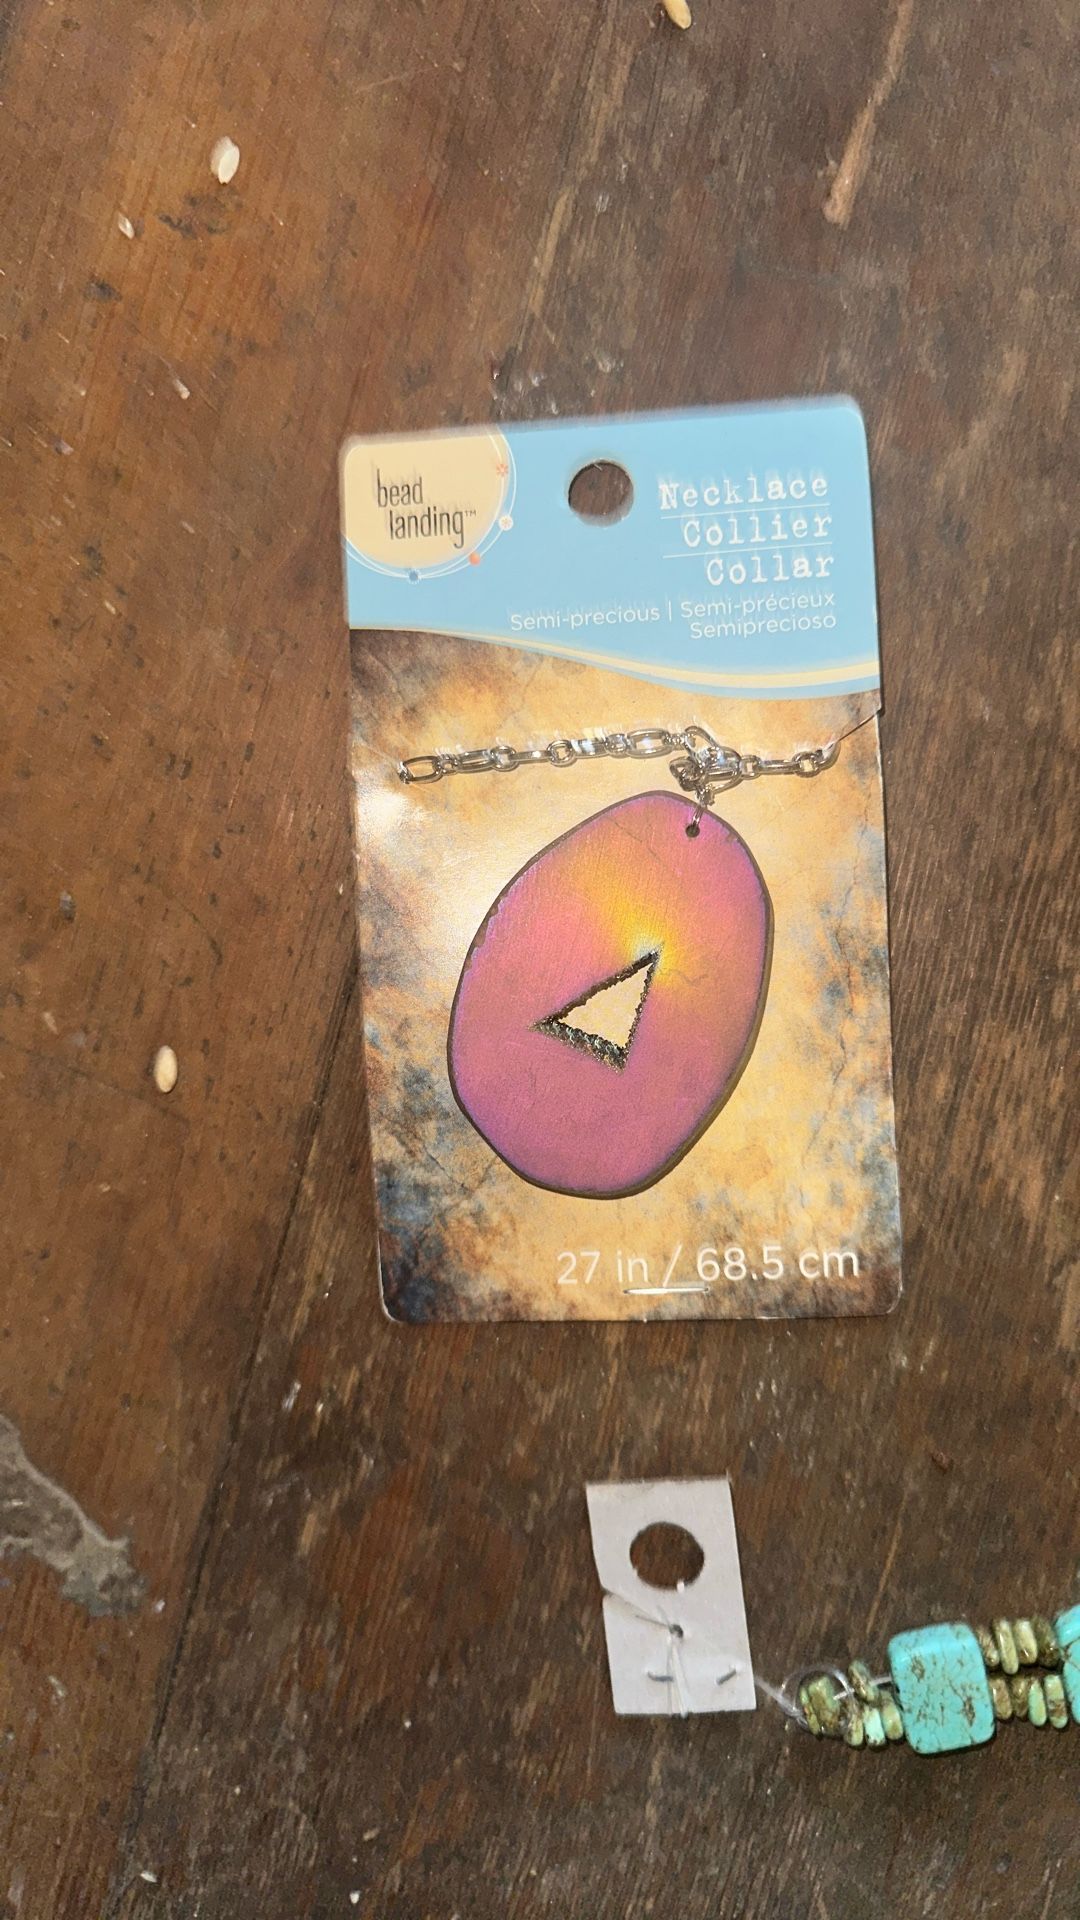 bead
landing™
Necklace
Collier
Collar
Semi-precious | Semi-précieux
Semiprecioso
27 in / 68.5 cm